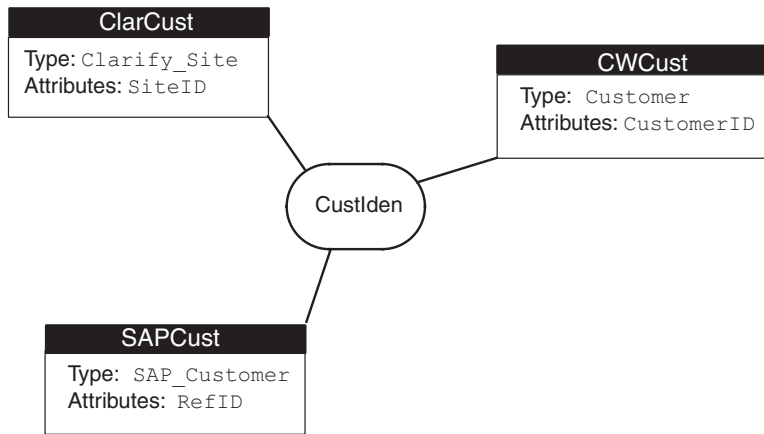 ClarCust
Type: Clarify_Site
Attributes: SiteID
CWCust
Type: Customer
Attributes: CustomerID
CustIden
SAPCust
Type: SAP_Customer
Attributes: RefID